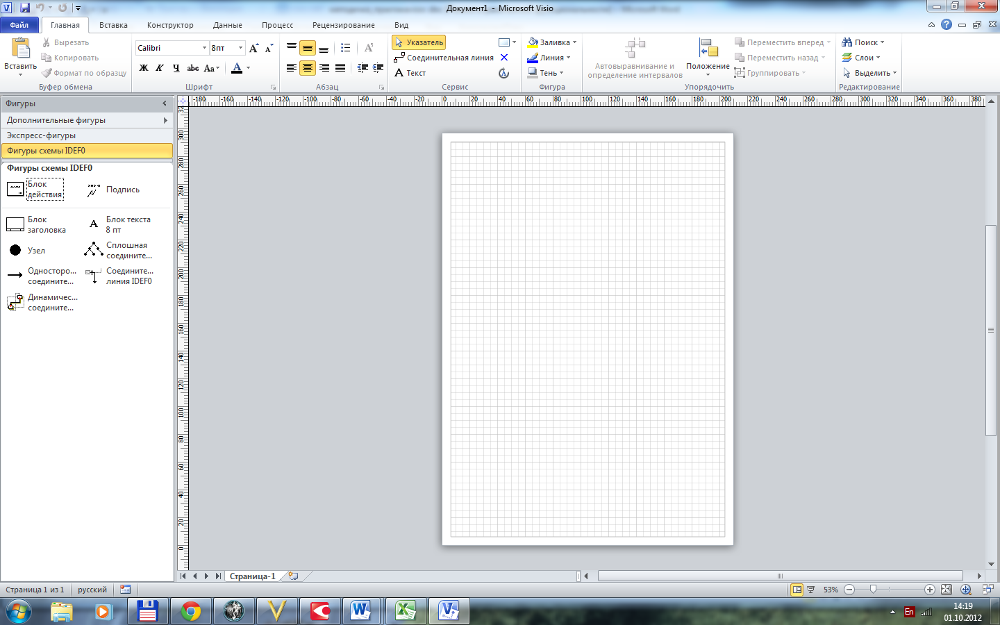 Документ1 - Microsoft Visio
Файл Главная Вставка Конструктор Данные Процесс Рецензирование Вид
Вставить
Вырезать
Копировать
Формат по образцу
Буфер обмена
Calibri 8пт
Ж К Ч abc Aa A
Шрифт
Абзац
Указатель
Соединительная линия
A Текст
Сервис
Заливка
Линия
Тень
Фигура
Автовыравнивание и
определение интервалов
Положение
Переместить вперед
Переместить назад
Группировать
Упорядочить
Поиск
Слои
Выделить
Редактирование
Фигуры
Дополнительные фигуры
Экспресс-фигуры
Фигуры схемы IDEF0
Фигуры схемы IDEF0
Блок
действия
Подпись
Блок
заголовка
A Блок текста
8 пт
Узел
Сплошная
соедините...
Односторо...
соедините...
Соедините...
линия IDEF0
Динамичес...
соедините...
-180 -160 -140 -120 -100 -80 -60 -40 -20 0 20 40 60 80 100 120 140 160 180 200 220 240 260 280 300 320 340 360 380
32
300
280
260
240
220
200
180
160
140
120
100
80
60
40
20
0
Страница-1
Страница 1 из 1 русский 53%
En
14:19
01.10.2012